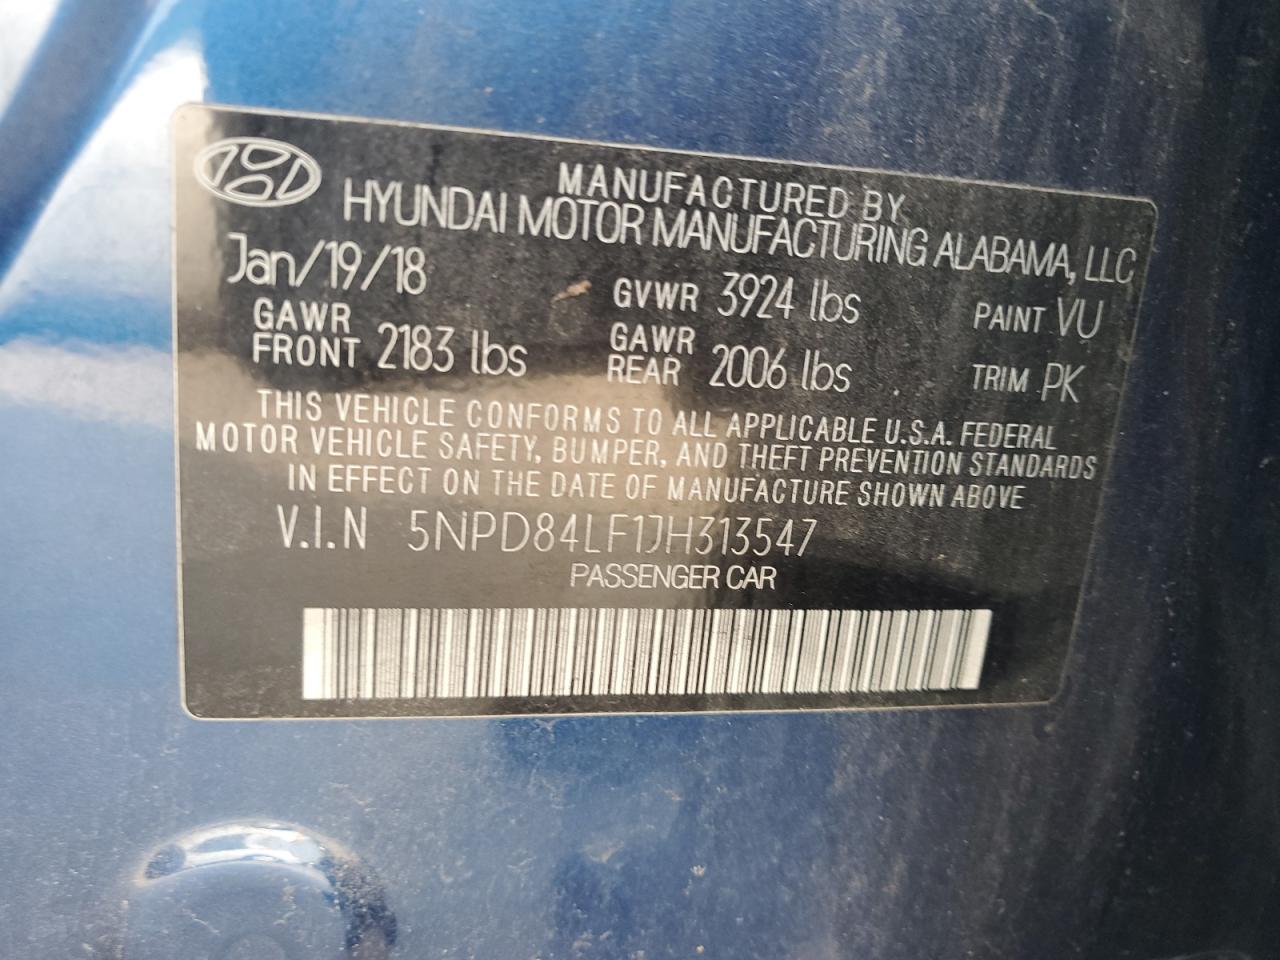 MANUFACTURED BY
HYUNDAI MOTOR MANUFACTURING ALABAMA, LLC
Jan/19/18 GVWR 3924 lbs PAINT VU
GAWR FRONT 2183 lbs GAWR REAR 2006 lbs TRIM PK
THIS VEHICLE CONFORMS TO ALL APPLICABLE U.S.A. FEDERAL
MOTOR VEHICLE SAFETY, BUMPER, AND THEFT PREVENTION STANDARDS
IN EFFECT ON THE DATE OF MANUFACTURE SHOWN ABOVE
V.I.N 5NPD84LF1JH313547
PASSENGER CAR